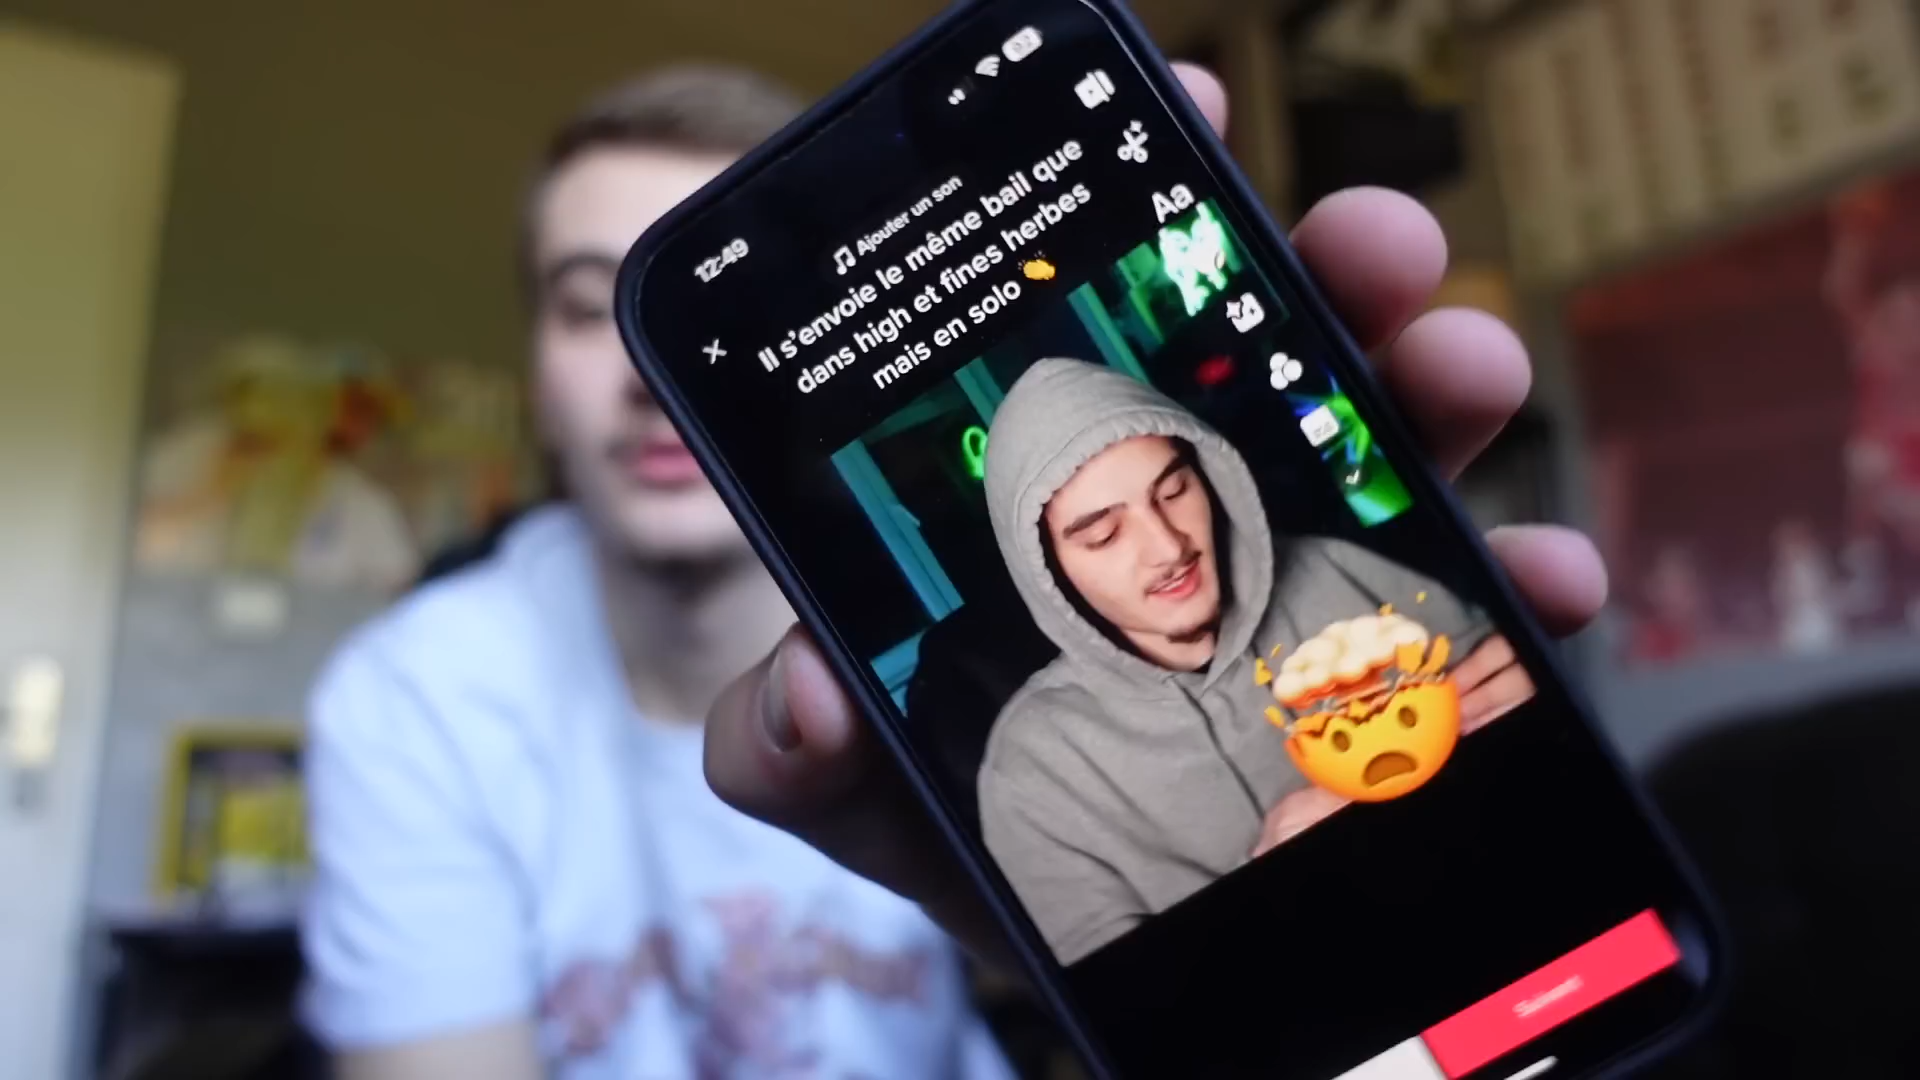 12:49
Ajouter un son
Il s'envoie le même bail que
dans high et fines herbes
mais en solo 👏
Aa